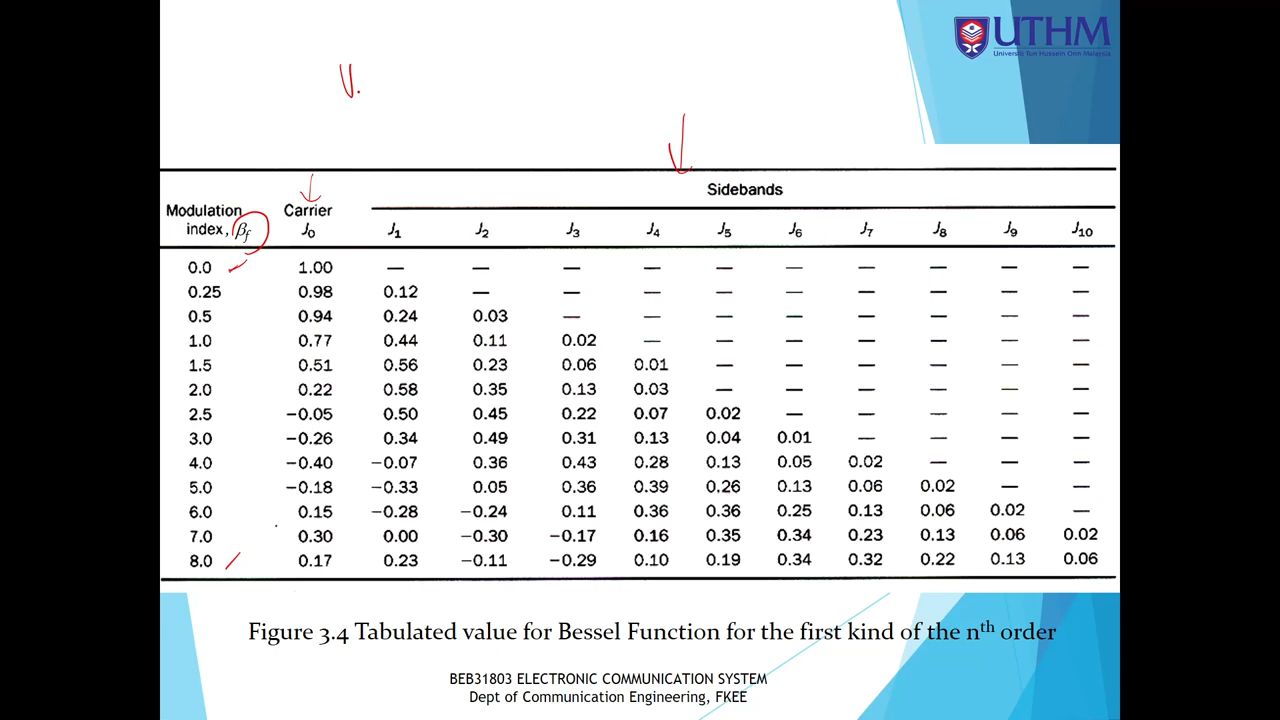 UTHM
Universiti Tun Hussein Onn Malaysia
V.
Sidebands
Modulation Carrier
index, βf J0 J1 J2 J3 J4 J5 J6 J7 J8 J9 J10
0.0 1.00 — — — — — — — — — —
0.25 0.98 0.12 — — — — — — — — —
0.5 0.94 0.24 0.03 — — — — — — — —
1.0 0.77 0.44 0.11 0.02 — — — — — — —
1.5 0.51 0.56 0.23 0.06 0.01 — — — — — —
2.0 0.22 0.58 0.35 0.13 0.03 — — — — — —
2.5 −0.05 0.50 0.45 0.22 0.07 0.02 — — — — —
3.0 −0.26 0.34 0.49 0.31 0.13 0.04 0.01 — — — —
4.0 −0.40 −0.07 0.36 0.43 0.28 0.13 0.05 0.02 — — —
5.0 −0.18 −0.33 0.05 0.36 0.39 0.26 0.13 0.06 0.02 — —
6.0 0.15 −0.28 −0.24 0.11 0.36 0.36 0.25 0.13 0.06 0.02 —
7.0 0.30 0.00 −0.30 −0.17 0.16 0.35 0.34 0.23 0.13 0.06 0.02
8.0 0.17 0.23 −0.11 −0.29 0.10 0.19 0.34 0.32 0.22 0.13 0.06
Figure 3.4 Tabulated value for Bessel Function for the first kind of the nth order
BEB31803 ELECTRONIC COMMUNICATION SYSTEM
Dept of Communication Engineering, FKEE